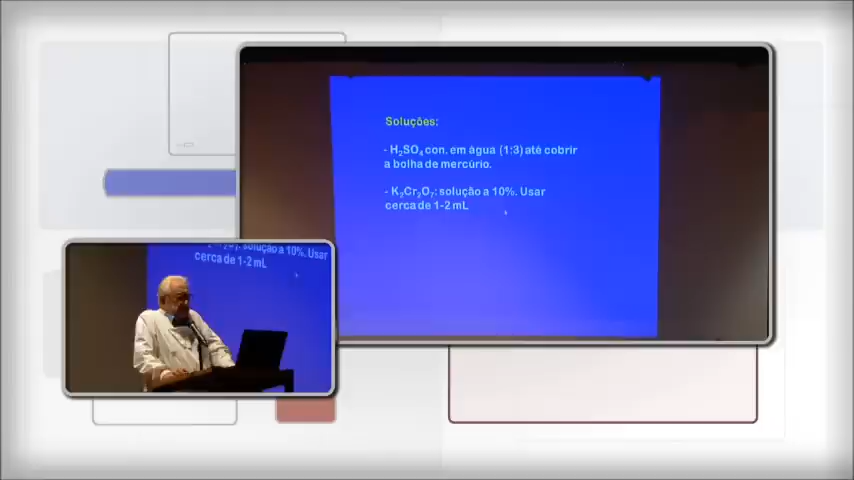 Soluções:
- H₂SO₄ con. em água (1:3) até cobrir
a bolha de mercúrio.
- K₂Cr₂O₇: solução a 10%. Usar
cerca de 1-2 mL
solução a 10%. Usar
cerca de 1-2 mL